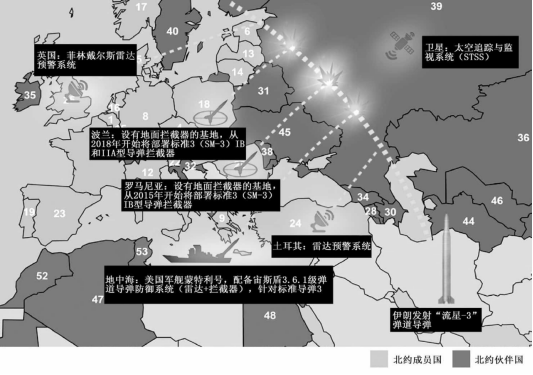 17
40
39
英国：菲林戴尔斯雷达
预警系统
6
13
14
卫星：太空追踪与监
视系统（STSS）
35
8
18
31
36
波兰：设有地面拦截器的基地，从
2018年开始将部署标准3（SM-3）IB
和IIA型导弹拦截器
45
38
12
32
罗马尼亚：设有地面拦截器的基地，
从2015年开始将部署标准3（SM-3）
IB型导弹拦截器
19
23
9
24
34
28
30
46
44
土耳其：雷达预警系统
53
52
47
地中海：美国军舰蒙特利号，配备宙斯盾3.6.1级弹
道导弹防御系统（雷达+拦截器），针对标准导弹3
48
伊朗发射“流星-3”
弹道导弹
北约成员国
北约伙伴国